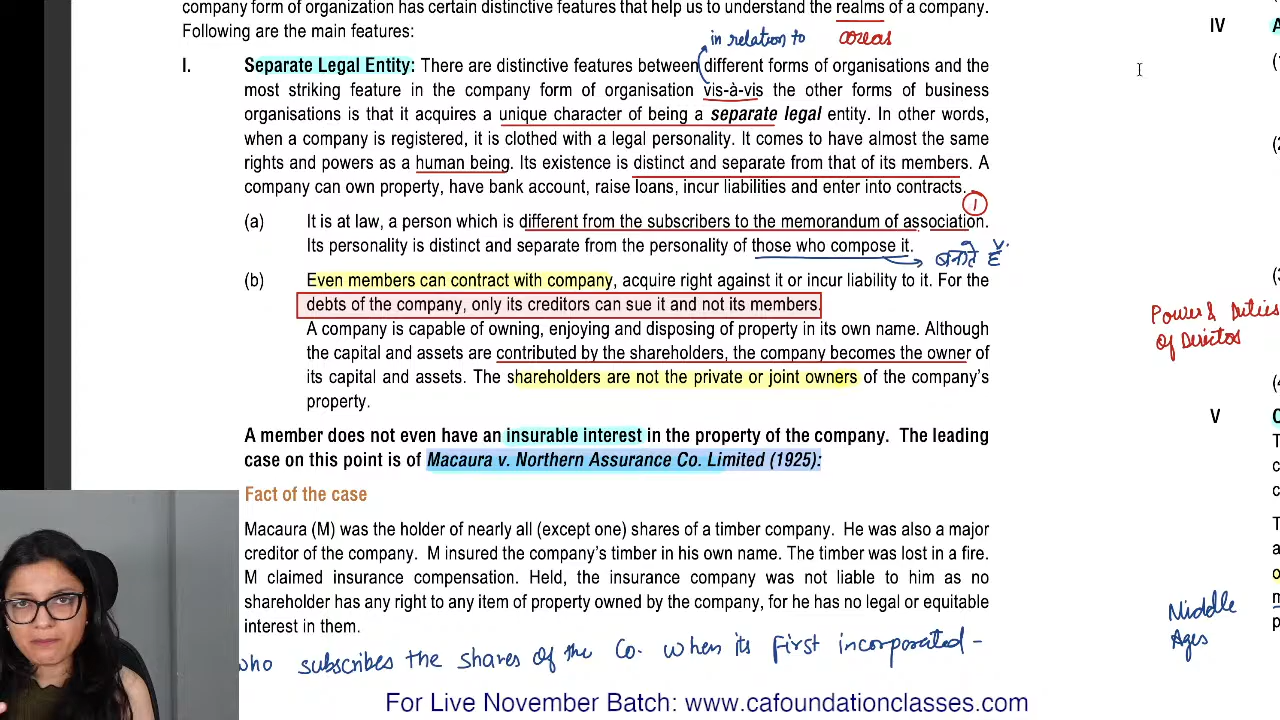 company form of organization has certain distinctive features that help us to understand the realms of a company.
Following are the main features:
in relation to areas
I. Separate Legal Entity: There are distinctive features between different forms of organisations and the
most striking feature in the company form of organisation vis-à-vis the other forms of business
organisations is that it acquires a unique character of being a separate legal entity. In other words,
when a company is registered, it is clothed with a legal personality. It comes to have almost the same
rights and powers as a human being. Its existence is distinct and separate from that of its members. A
company can own property, have bank account, raise loans, incur liabilities and enter into contracts.
1
(a) It is at law, a person which is different from the subscribers to the memorandum of association.
Its personality is distinct and separate from the personality of those who compose it.
बनाते हैं
(b) Even members can contract with company, acquire right against it or incur liability to it. For the
debts of the company, only its creditors can sue it and not its members.
A company is capable of owning, enjoying and disposing of property in its own name. Although
the capital and assets are contributed by the shareholders, the company becomes the owner of
its capital and assets. The shareholders are not the private or joint owners of the company's
property.
A member does not even have an insurable interest in the property of the company. The leading
case on this point is of Macaura v. Northern Assurance Co. Limited (1925):
Fact of the case
Macaura (M) was the holder of nearly all (except one) shares of a timber company. He was also a major
creditor of the company. M insured the company's timber in his own name. The timber was lost in a fire.
M claimed insurance compensation. Held, the insurance company was not liable to him as no
shareholder has any right to any item of property owned by the company, for he has no legal or equitable
interest in them.
who subscribes the shares of the Co. when its first incorporated -
For Live November Batch: www.cafoundationclasses.com
IV
Power & Duties
of Directos
V
Middle
Ages